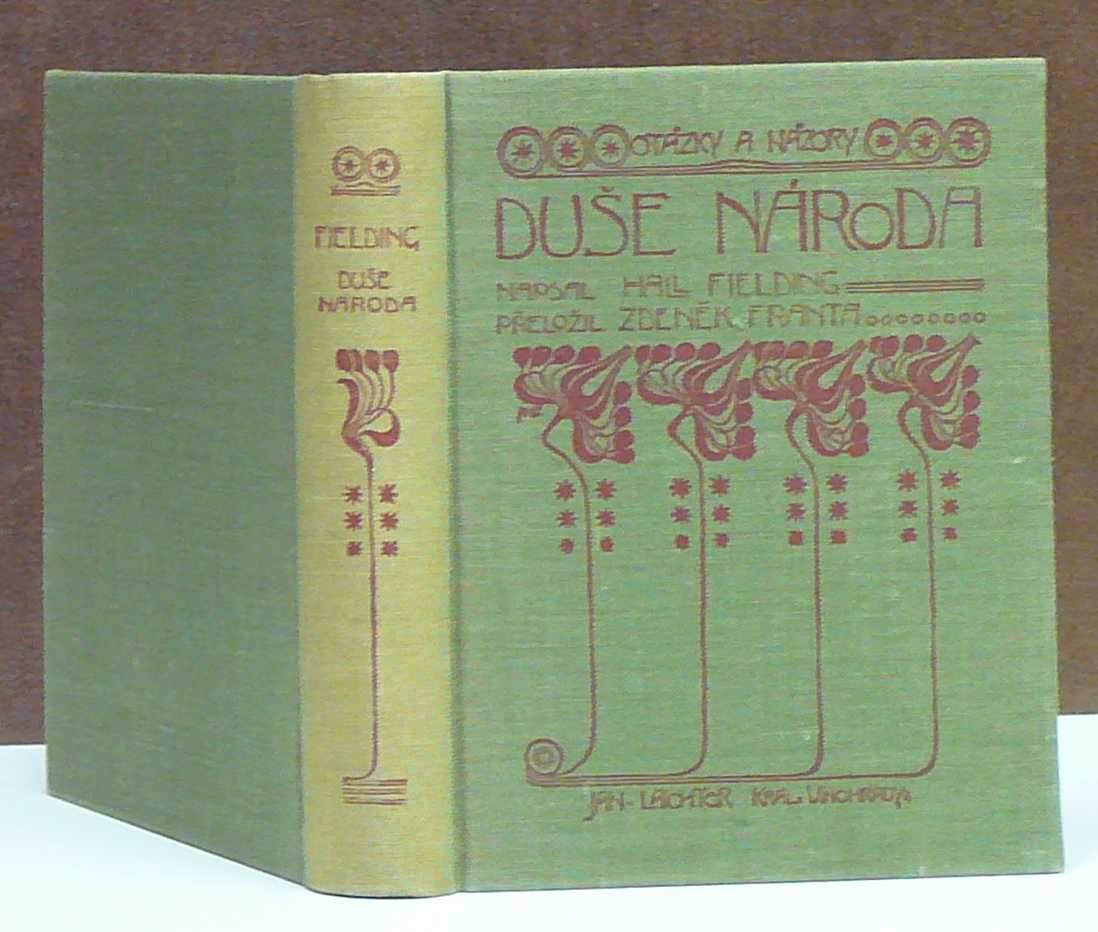 FIELDING
DUŠE
NÁRODA
OTÁZKY A NÁZORY
DUŠE NÁRODA
NAPSAL HALL FIELDING
PŘELOŽIL ZDENĚK FRANTA
JAN LAICHTER KRÁL. VINOHRADY